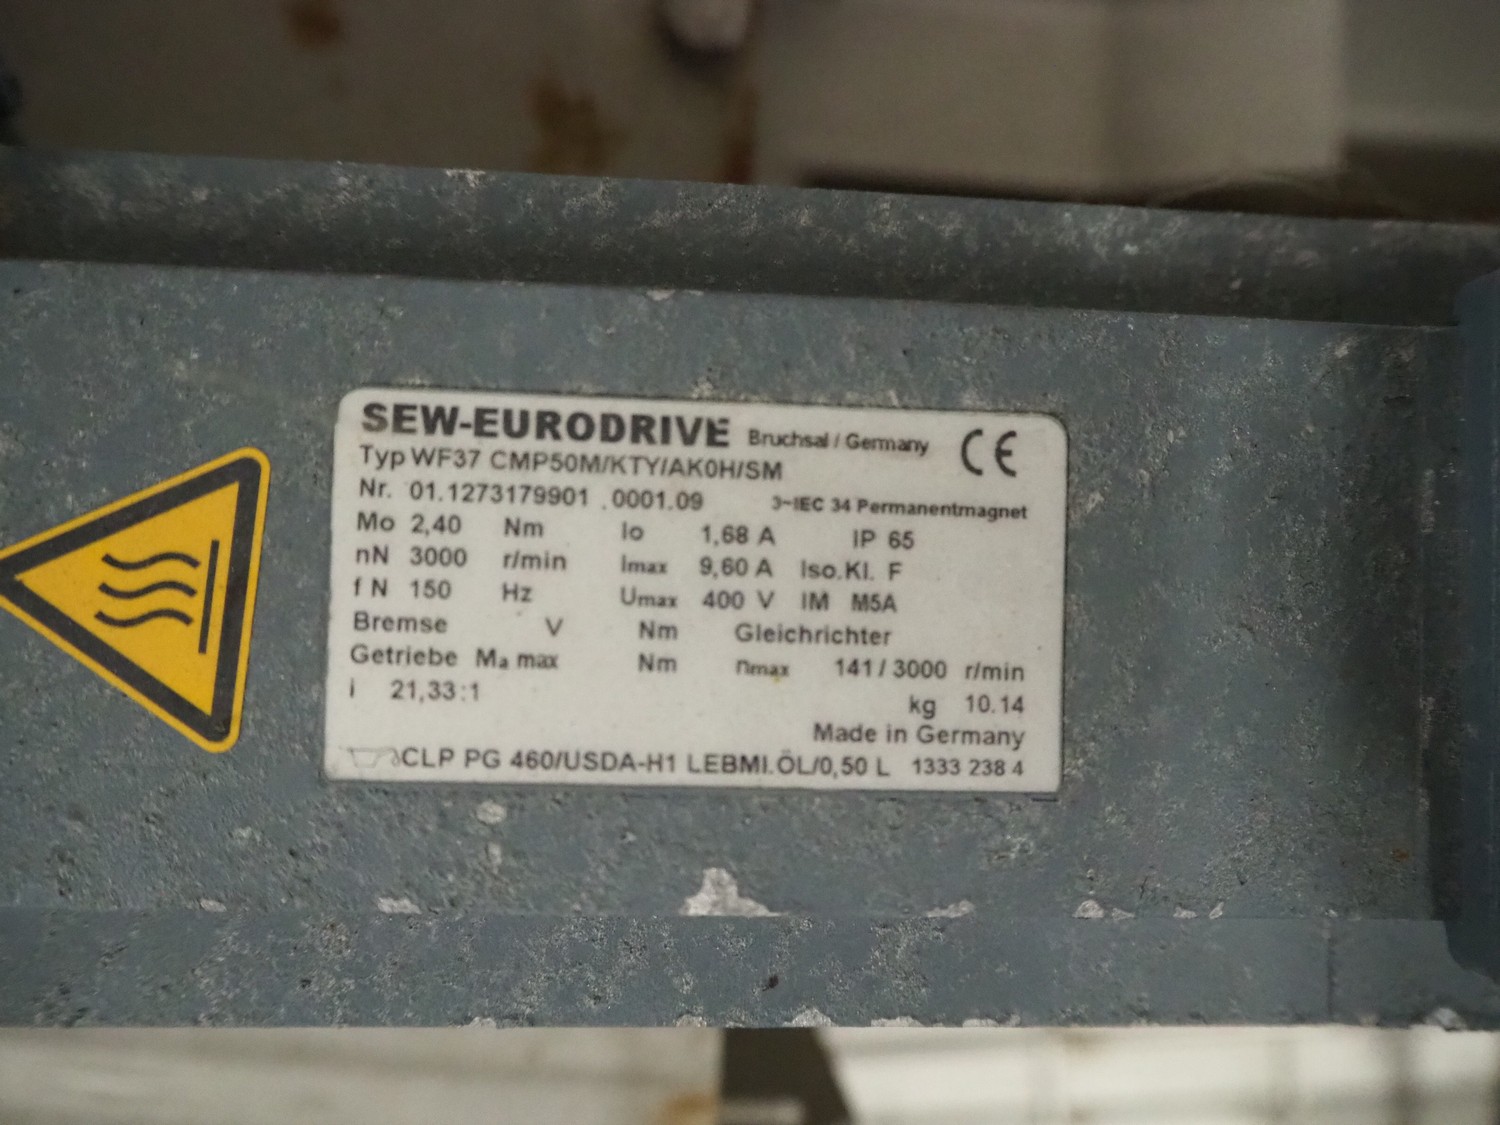 SEW-EURODRIVE Bruchsal / Germany CE
Typ WF37 CMP50M/KTY/AK0H/SM
Nr. 01.1273179901 .0001.09 3~IEC 34 Permanentmagnet
Mo 2,40 Nm Io 1,68 A IP 65
nN 3000 r/min Imax 9,60 A Iso.Kl. F
f N 150 Hz Umax 400 V IM M5A
Bremse V Nm Gleichrichter
Getriebe Ma max Nm nmax 141 / 3000 r/min
i 21,33:1 kg 10.14
Made in Germany
CLP PG 460/USDA-H1 LEBMI.ÖL/0,50 L 1333 238 4